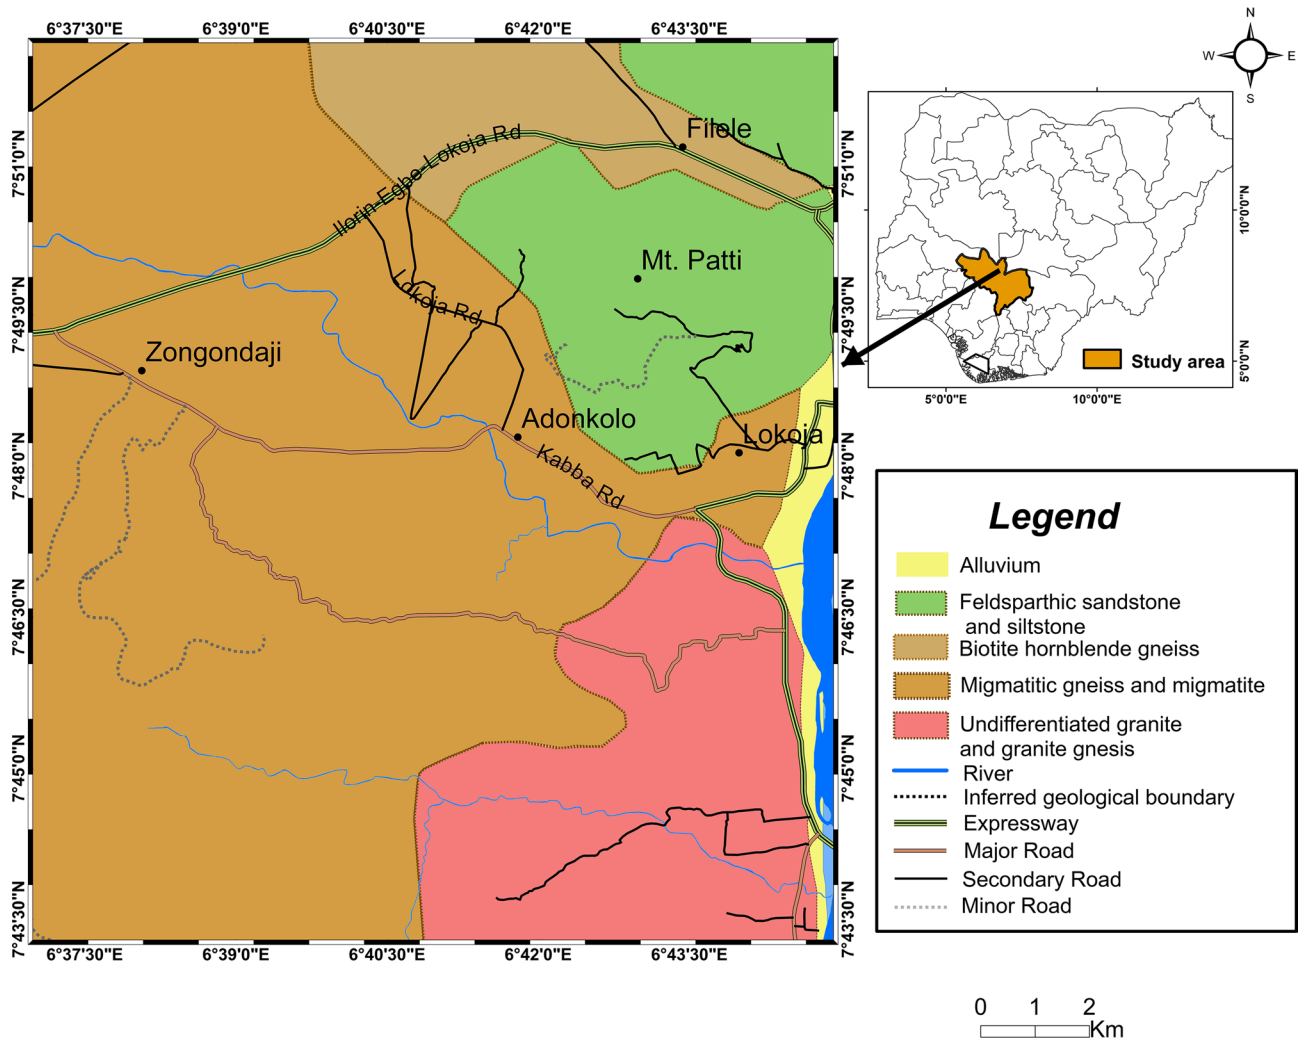 6°37'30"E 6°39'0"E 6°40'30"E 6°42'0"E 6°43'30"E
N
W E
S
7°51'0"N
7°49'30"N
7°48'0"N
7°46'30"N
7°45'0"N
7°43'30"N
Filele
Ilorin-Egbe-Lokoja Rd
Mt. Patti
Lokoja Rd
Zongondaji
Adonkolo
Lokoja
Kabba Rd
7°51'0"N
7°49'30"N
7°48'0"N
7°46'30"N
7°45'0"N
7°43'30"N
6°37'30"E 6°39'0"E 6°40'30"E 6°42'0"E 6°43'30"E
10°0'0"N
5°0'0"N
Study area
5°0'0"E 10°0'0"E
Legend
Alluvium
Feldsparthic sandstone
and siltstone
Biotite hornblende gneiss
Migmatitic gneiss and migmatite
Undifferentiated granite
and granite gnesis
River
Inferred geological boundary
Expressway
Major Road
Secondary Road
Minor Road
0 1 2
Km